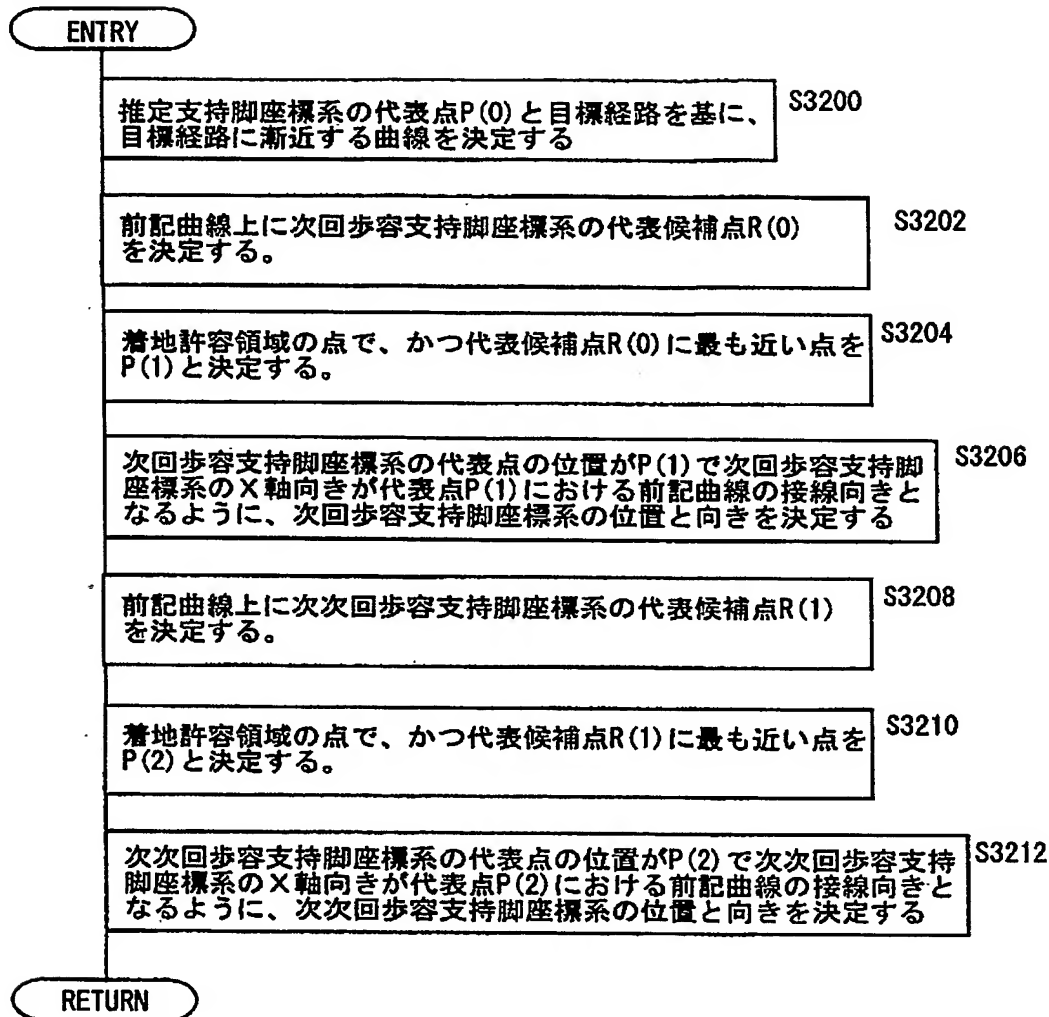 ENTRY
S3200
推定支持脚座標系の代表点P(0)と目標経路を基に、
目標経路に漸近する曲線を決定する
S3202
前記曲線上に次回歩容支持脚座標系の代表候補点R(0)
を決定する。
S3204
着地許容領域の点で、かつ代表候補点R(0)に最も近い点を
P(1)と決定する。
S3206
次回歩容支持脚座標系の代表点の位置がP(1)で次回歩容支持脚
座標系のX軸向きが代表点P(1)における前記曲線の接線向きと
なるように、次回歩容支持脚座標系の位置と向きを決定する
S3208
前記曲線上に次次回歩容支持脚座標系の代表候補点R(1)
を決定する。
S3210
着地許容領域の点で、かつ代表候補点R(1)に最も近い点を
P(2)と決定する。
S3212
次次回歩容支持脚座標系の代表点の位置がP(2)で次次回歩容支持
脚座標系のX軸向きが代表点P(2)における前記曲線の接線向きと
なるように、次次回歩容支持脚座標系の位置と向きを決定する
RETURN